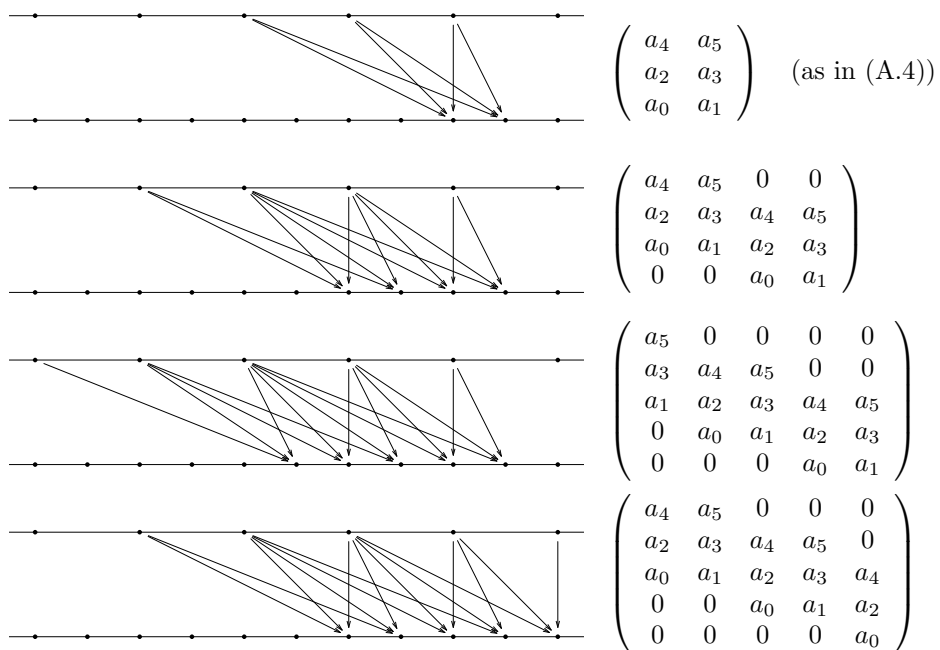 a₄ a₅
a₂ a₃ (as in (A.4))
a₀ a₁
a₄ a₅ 0 0
a₂ a₃ a₄ a₅
a₀ a₁ a₂ a₃
0 0 a₀ a₁
a₅ 0 0 0 0
a₃ a₄ a₅ 0 0
a₁ a₂ a₃ a₄ a₅
0 a₀ a₁ a₂ a₃
0 0 0 a₀ a₁
a₄ a₅ 0 0 0
a₂ a₃ a₄ a₅ 0
a₀ a₁ a₂ a₃ a₄
0 0 a₀ a₁ a₂
0 0 0 0 a₀